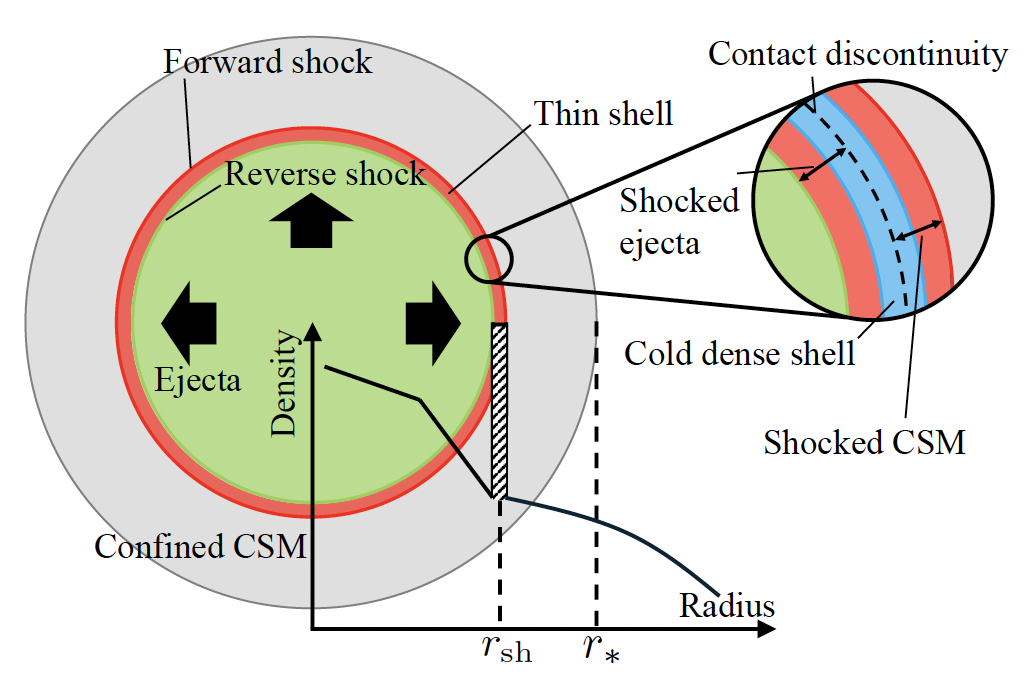 Forward shock
Contact discontinuity
Thin shell
Reverse shock
Shocked
ejecta
Ejecta
Density
Cold dense shell
Shocked CSM
Confined CSM
Radius
r_sh
r_*